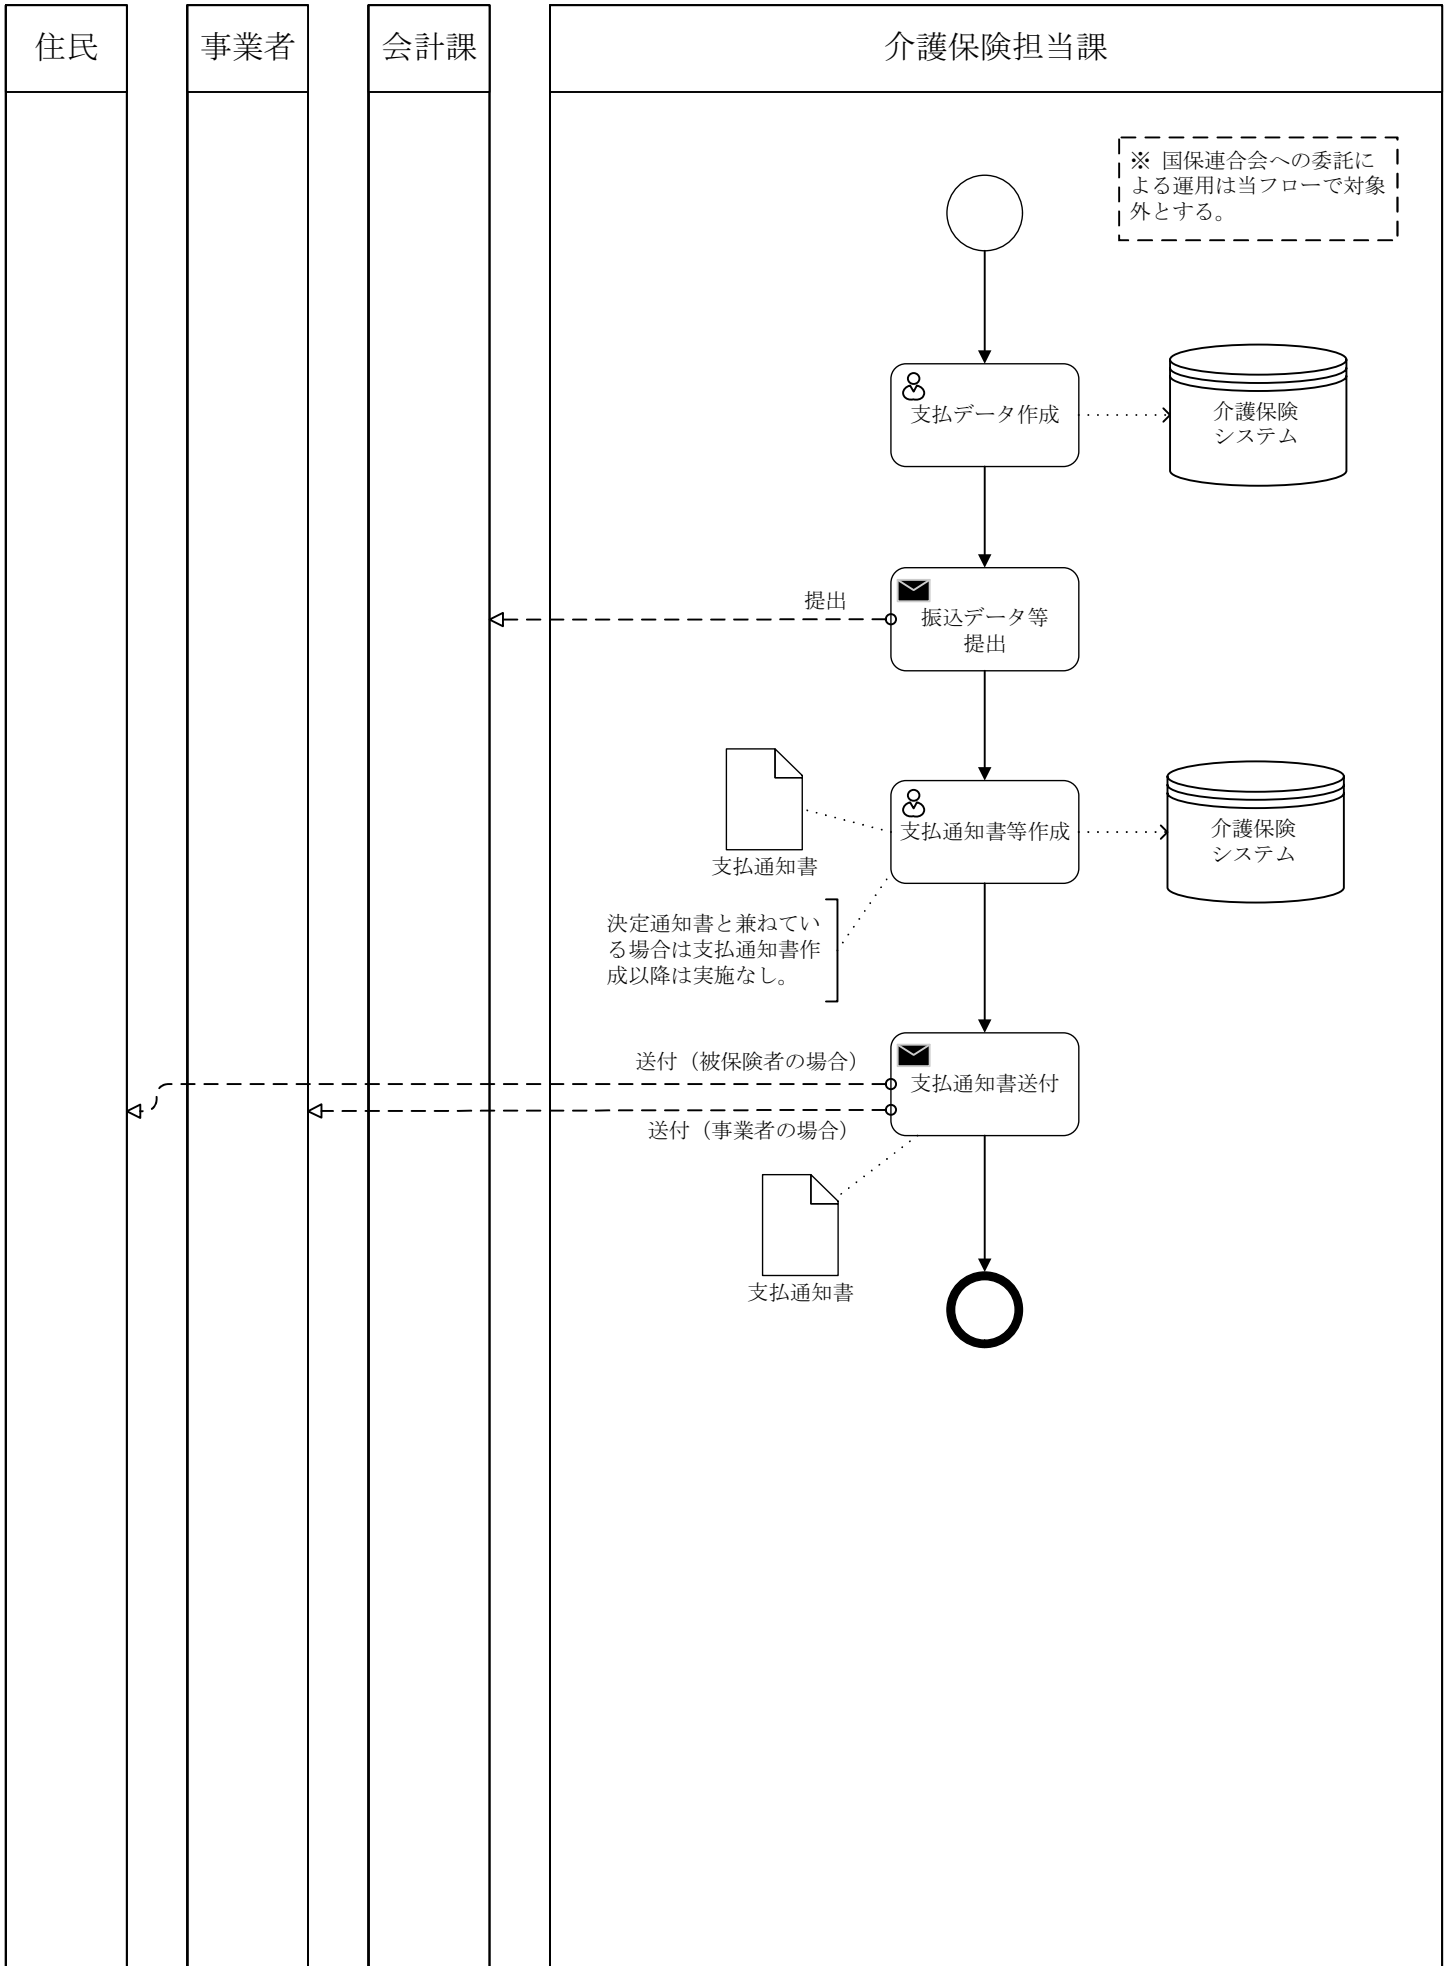 住民
事業者
会計課
介護保険担当課
※ 国保連合会への委託に
よる運用は当フローで対象
外とする。
支払データ作成
介護保険
システム
提出
振込データ等
提出
支払通知書
支払通知書等作成
介護保険
システム
決定通知書と兼ねてい
る場合は支払通知書作
成以降は実施なし。
送付（被保険者の場合）
支払通知書送付
送付（事業者の場合）
支払通知書